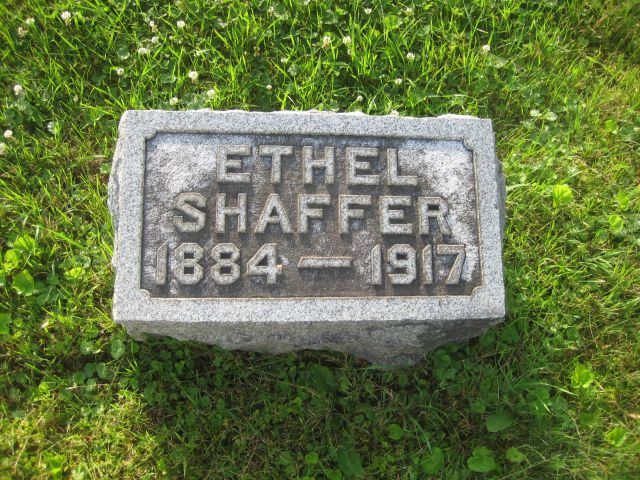 ETHEL
SHAFFER
1884 — 1917